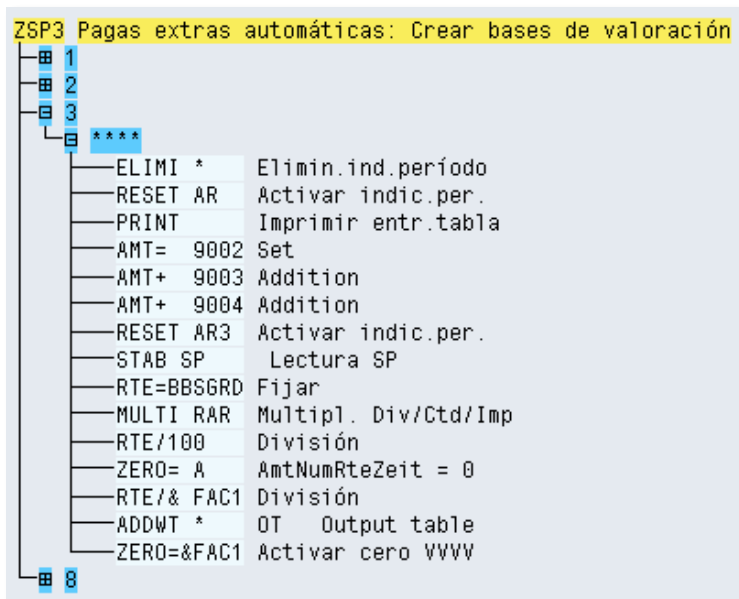 ZSP3 Pagas extras automáticas: Crear bases de valoración
1
2
3
****
ELIMI * Elimin.ind.período
RESET AR Activar indic.per.
PRINT Imprimir entr.tabla
AMT= 9002 Set
AMT+ 9003 Addition
AMT+ 9004 Addition
RESET AR3 Activar indic.per.
STAB SP Lectura SP
RTE=BBSGRD Fijar
MULTI RAR Multipl. Div/Ctd/Imp
RTE/100 División
ZERO= A AmtNumRteZeit = 0
RTE/& FAC1 División
ADDWT * OT Output table
ZERO=&FAC1 Activar cero VVVV
8